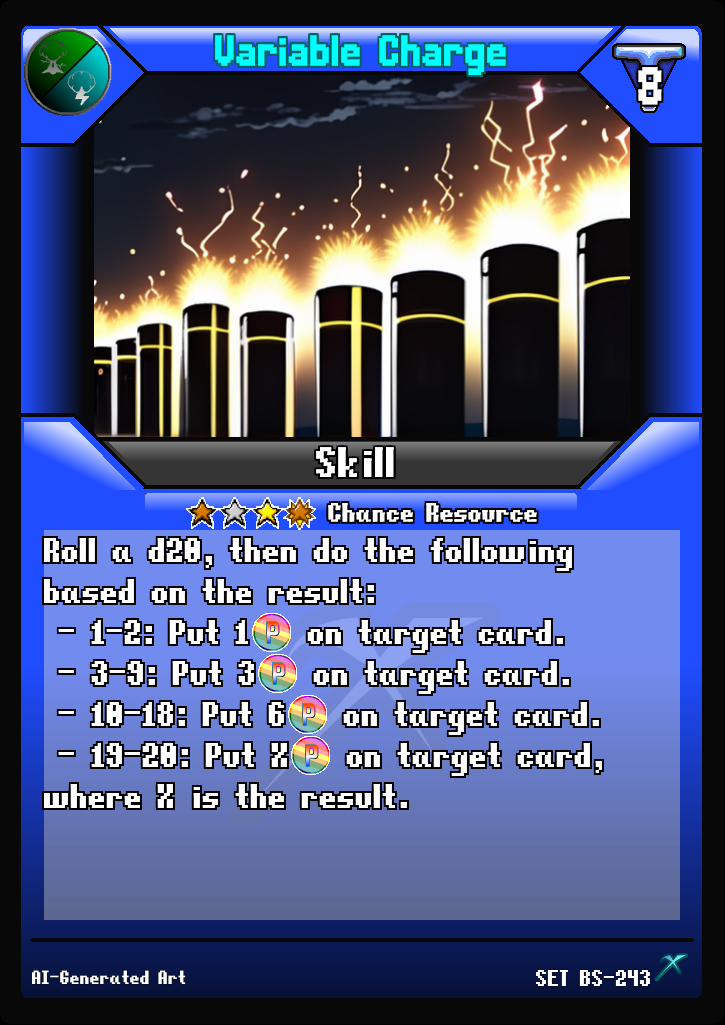 Variable Charge
8
Skill
Chance Resource
Roll a d20, then do the following
based on the result:
- 1-2: Put 1 P on target card.
- 3-9: Put 3 P on target card.
- 10-18: Put 6 P on target card.
- 19-20: Put X P on target card,
where X is the result.
AI-Generated Art
SET BS-243